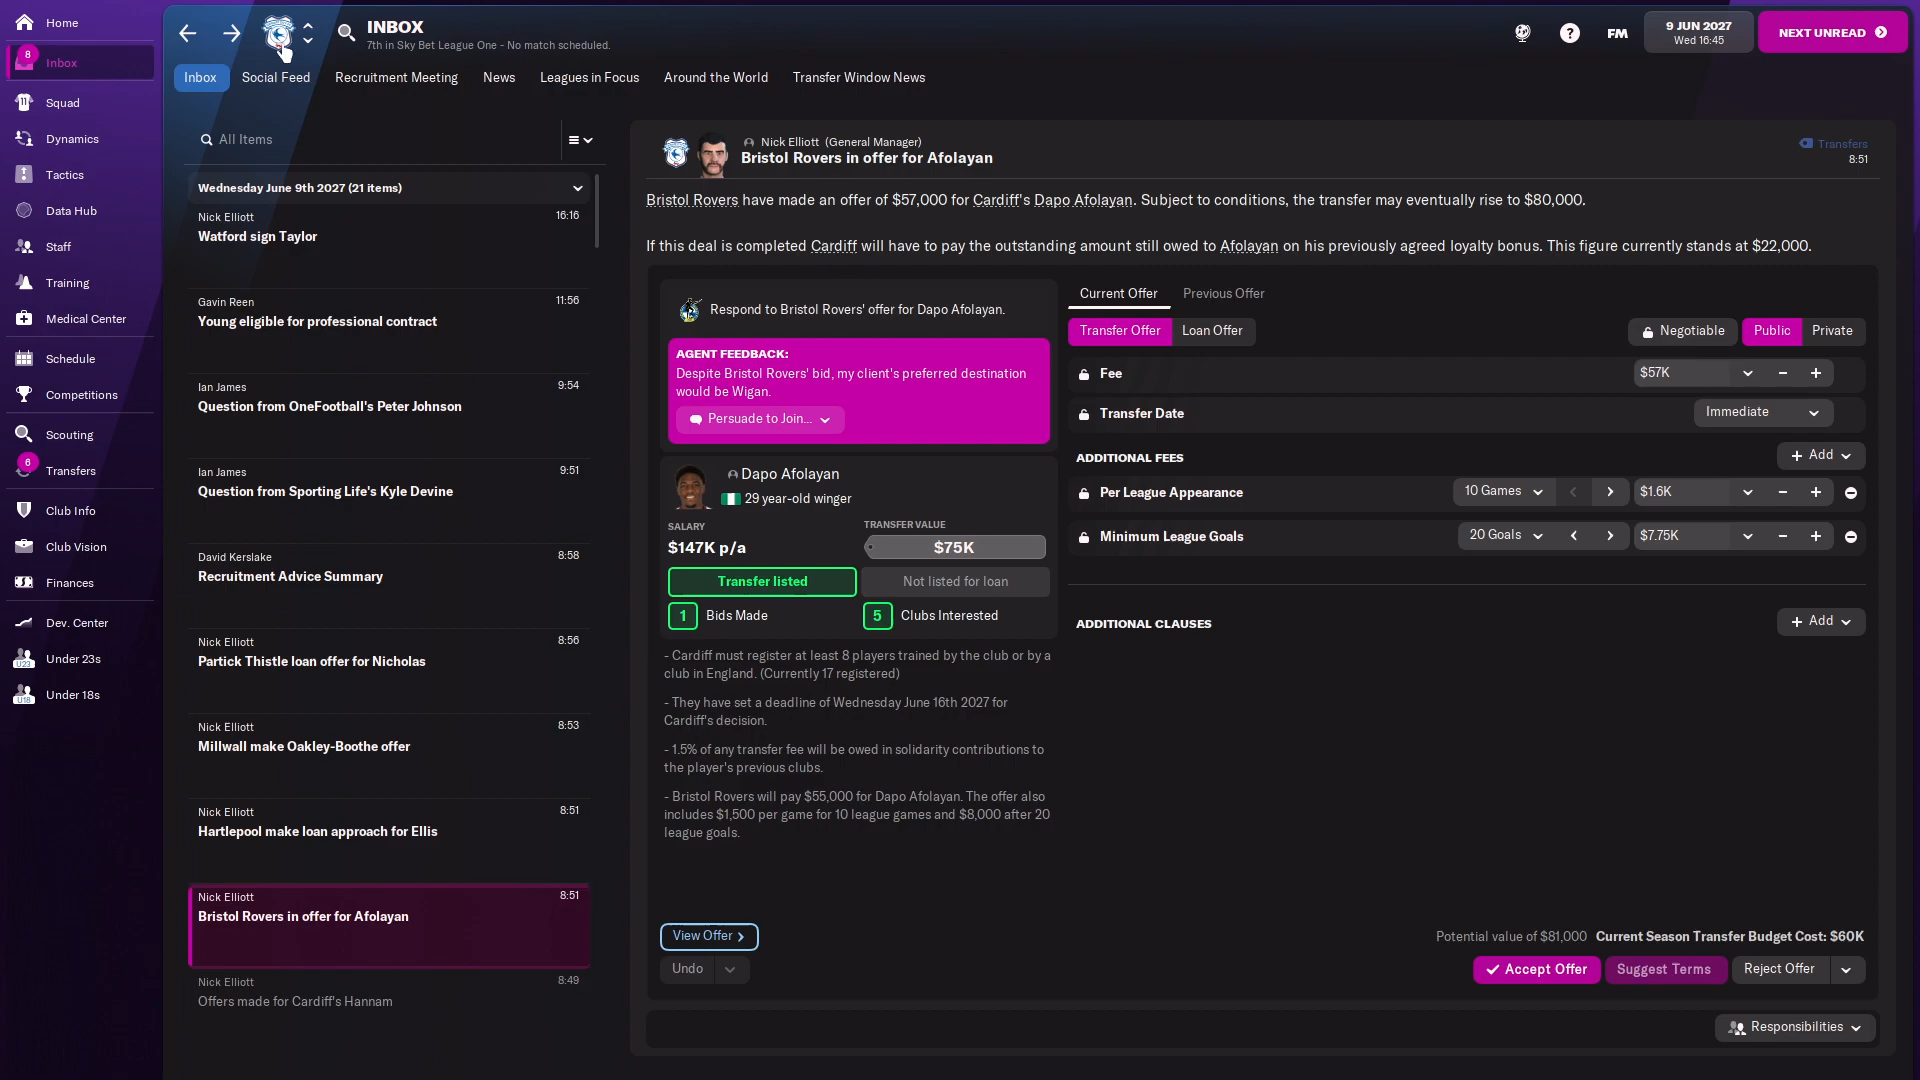 Home
8
Inbox
Squad
Dynamics
Tactics
Data Hub
Staff
Training
Medical Center
Schedule
Competitions
Scouting
6
Transfers
Club Info
Club Vision
Finances
Dev. Center
U23
Under 23s
U18
Under 18s
INBOX
7th in Sky Bet League One - No match scheduled.
FM
9 JUN 2027
Wed 16:45
NEXT UNREAD
Inbox
Social Feed
Recruitment Meeting
News
Leagues in Focus
Around the World
Transfer Window News
All Items
Wednesday June 9th 2027 (21 items)
Nick Elliott 16:16
Watford sign Taylor
Gavin Reen 11:56
Young eligible for professional contract
Ian James 9:54
Question from OneFootball's Peter Johnson
Ian James 9:51
Question from Sporting Life's Kyle Devine
David Kerslake 8:58
Recruitment Advice Summary
Nick Elliott 8:56
Partick Thistle loan offer for Nicholas
Nick Elliott 8:53
Millwall make Oakley-Boothe offer
Nick Elliott 8:51
Hartlepool make loan approach for Ellis
Nick Elliott 8:51
Bristol Rovers in offer for Afolayan
Nick Elliott 8:49
Offers made for Cardiff's Hannam
Nick Elliott (General Manager)
Bristol Rovers in offer for Afolayan
Transfers
8:51
Bristol Rovers have made an offer of $57,000 for Cardiff's Dapo Afolayan. Subject to conditions, the transfer may eventually rise to $80,000.
If this deal is completed Cardiff will have to pay the outstanding amount still owed to Afolayan on his previously agreed loyalty bonus. This figure currently stands at $22,000.
Respond to Bristol Rovers' offer for Dapo Afolayan.
AGENT FEEDBACK:
Despite Bristol Rovers' bid, my client's preferred destination
would be Wigan.
Persuade to Join...
Dapo Afolayan
29 year-old winger
SALARY
$147K p/a
TRANSFER VALUE
$75K
Transfer listed
Not listed for loan
1 Bids Made
5 Clubs Interested
- Cardiff must register at least 8 players trained by the club or by a
club in England. (Currently 17 registered)
- They have set a deadline of Wednesday June 16th 2027 for
Cardiff's decision.
- 1.5% of any transfer fee will be owed in solidarity contributions to
the player's previous clubs.
- Bristol Rovers will pay $55,000 for Dapo Afolayan. The offer also
includes $1,500 per game for 10 league games and $8,000 after 20
league goals.
View Offer
Undo
Current Offer
Previous Offer
Transfer Offer
Loan Offer
Negotiable
Public
Private
Fee
$57K
Transfer Date
Immediate
ADDITIONAL FEES
Add
Per League Appearance
10 Games
$1.6K
Minimum League Goals
20 Goals
$7.75K
ADDITIONAL CLAUSES
Add
Potential value of $81,000 Current Season Transfer Budget Cost: $60K
Accept Offer
Suggest Terms
Reject Offer
Responsibilities